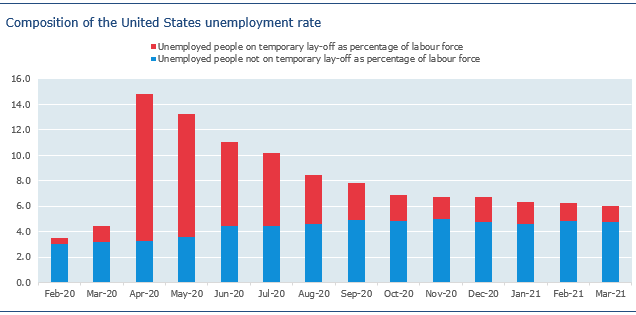 Composition of the United States unemployment rate
Unemployed people on temporary lay-off as percentage of labour force
Unemployed people not on temporary lay-off as percentage of labour force
16.0
14.0
12.0
10.0
8.0
6.0
4.0
2.0
0.0
Feb-20 Mar-20 Apr-20 May-20 Jun-20 Jul-20 Aug-20 Sep-20 Oct-20 Nov-20 Dec-20 Jan-21 Feb-21 Mar-21